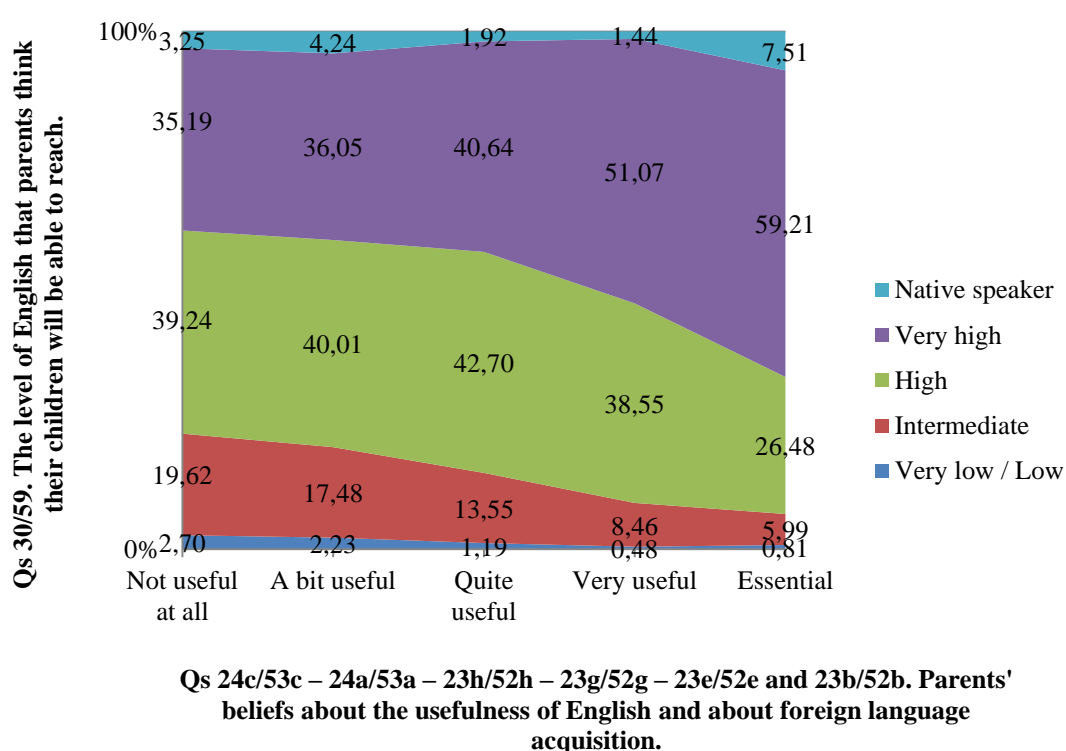 Qs 30/59. The level of English that parents think
their children will be able to reach.
100%
0%
3,25
4,24
1,92
1,44
7,51
35,19
36,05
40,64
51,07
59,21
39,24
40,01
42,70
38,55
26,48
19,62
17,48
13,55
8,46
5,99
2,70
2,23
1,19
0,48
0,81
Not useful
at all
A bit useful
Quite
useful
Very useful
Essential
Native speaker
Very high
High
Intermediate
Very low / Low
Qs 24c/53c – 24a/53a – 23h/52h – 23g/52g – 23e/52e and 23b/52b. Parents'
beliefs about the usefulness of English and about foreign language
acquisition.